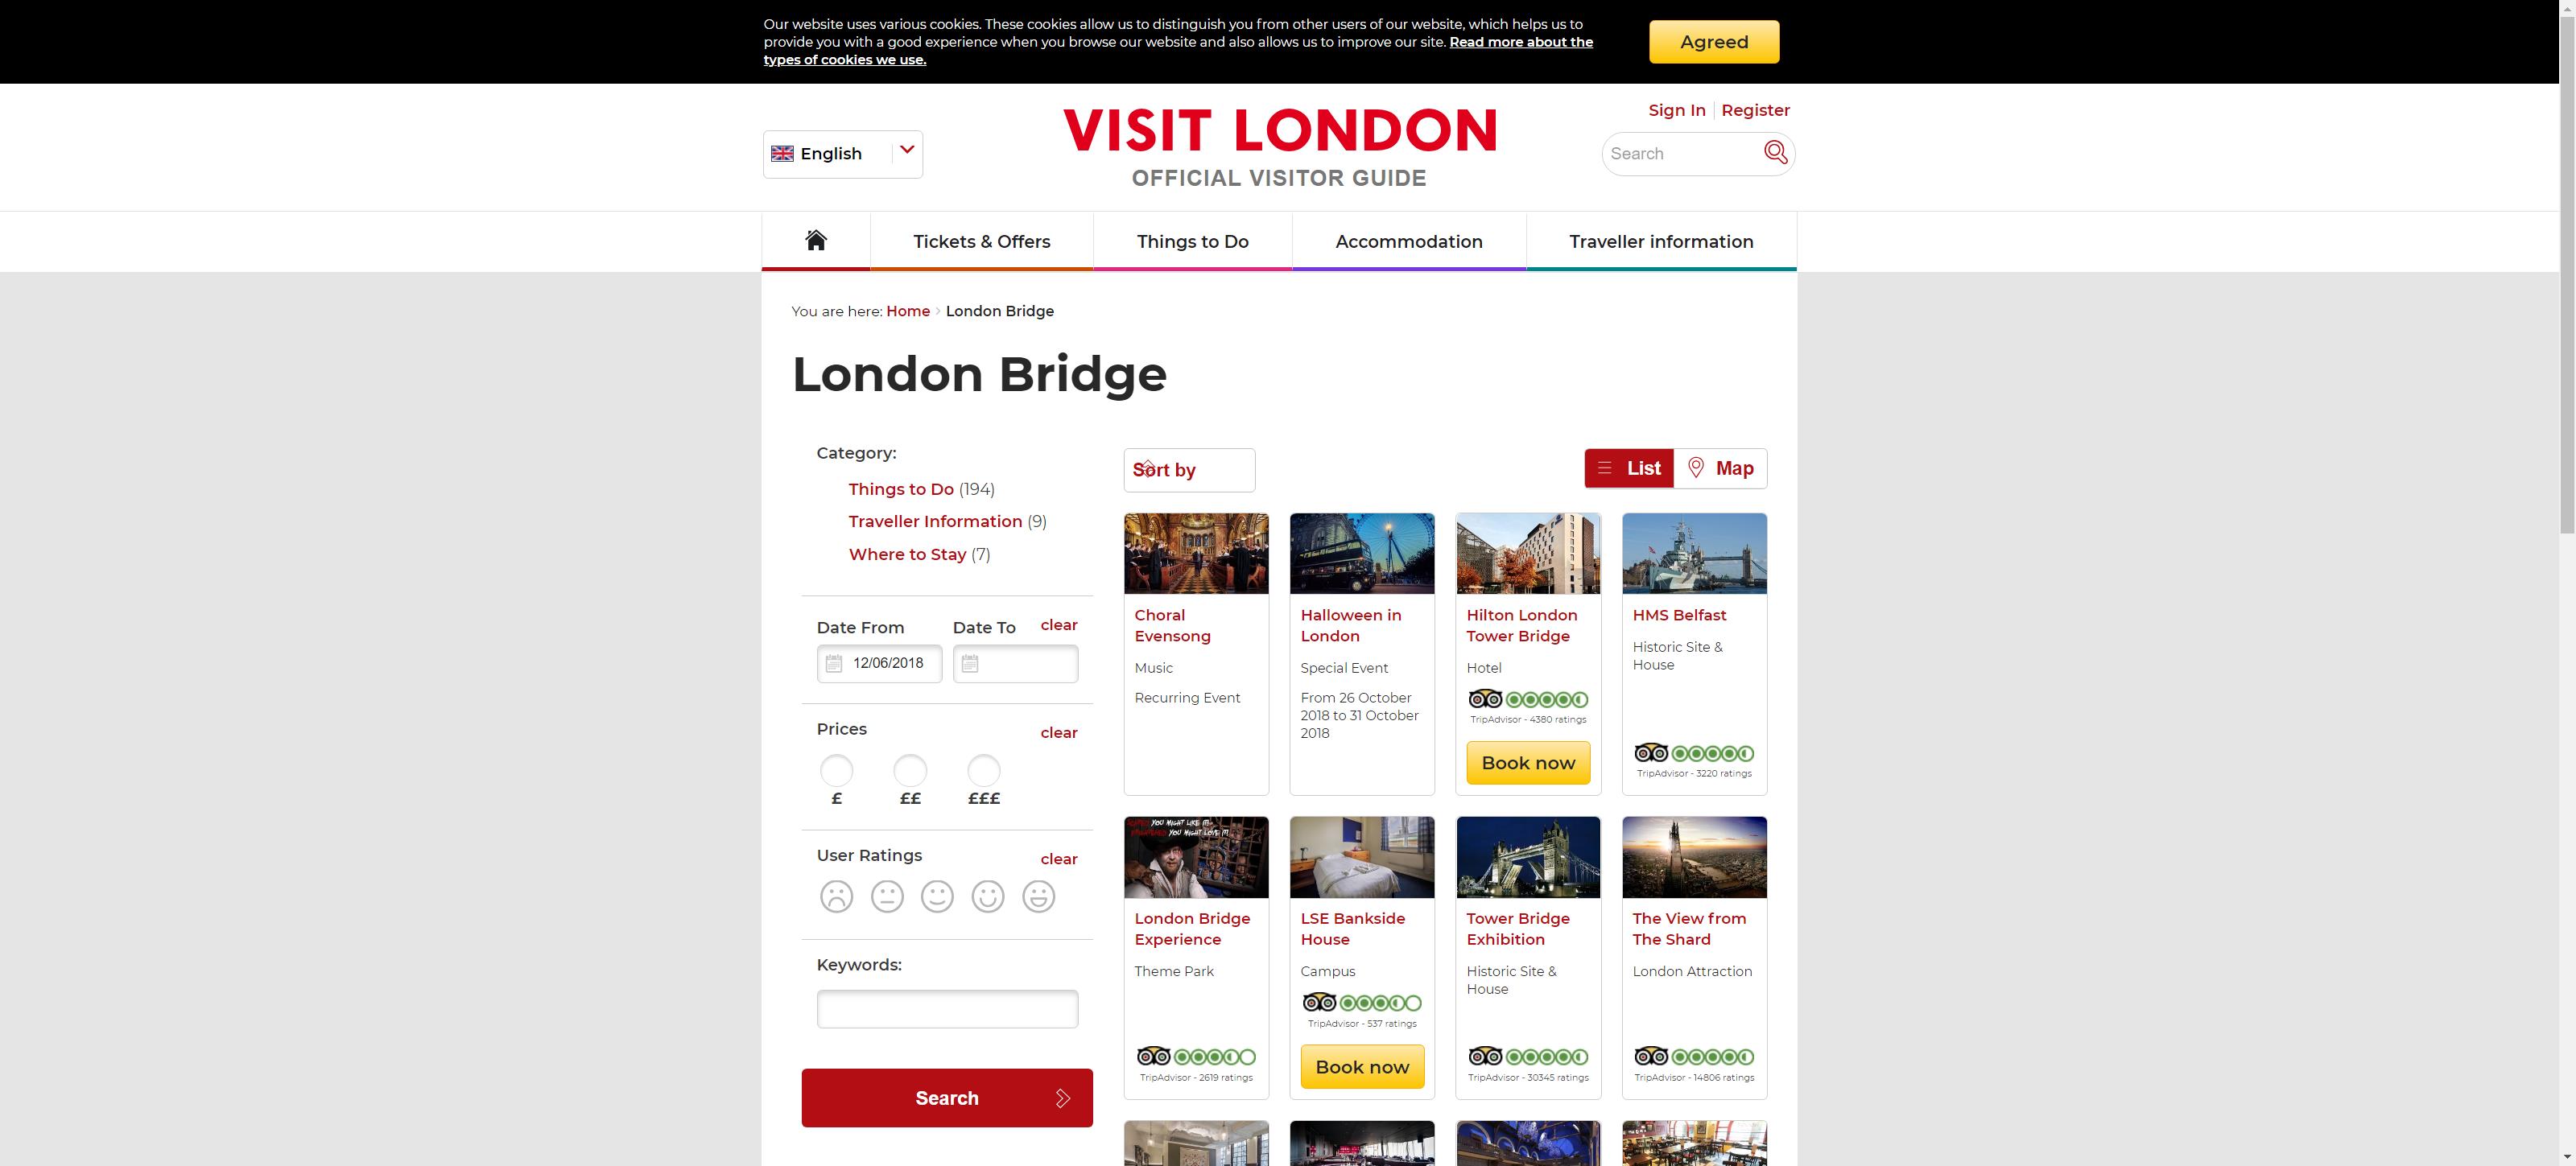 Our website uses various cookies. These cookies allow us to distinguish you from other users of our website, which helps us to
provide you with a good experience when you browse our website and also allows us to improve our site. Read more about the
types of cookies we use.
Agreed
Sign In
Register
English
VISIT LONDON
OFFICIAL VISITOR GUIDE
Search
Tickets & Offers
Things to Do
Accommodation
Traveller information
You are here: Home › London Bridge
London Bridge
Category:
Things to Do (194)
Traveller Information (9)
Where to Stay (7)
Date From
Date To
clear
12/06/2018
Prices
clear
£
££
£££
User Ratings
clear
Keywords:
Search
Sort by
List
Map
Choral
Evensong
Music
Recurring Event
Halloween in
London
Special Event
From 26 October
2018 to 31 October
2018
Hilton London
Tower Bridge
Hotel
TripAdvisor - 4380 ratings
Book now
HMS Belfast
Historic Site &
House
TripAdvisor - 3220 ratings
YOU MIGHT LIKE IT!
YOU MIGHT LOVE IT!
London Bridge
Experience
Theme Park
TripAdvisor - 2619 ratings
LSE Bankside
House
Campus
TripAdvisor - 537 ratings
Book now
Tower Bridge
Exhibition
Historic Site &
House
TripAdvisor - 30345 ratings
The View from
The Shard
London Attraction
TripAdvisor - 14806 ratings